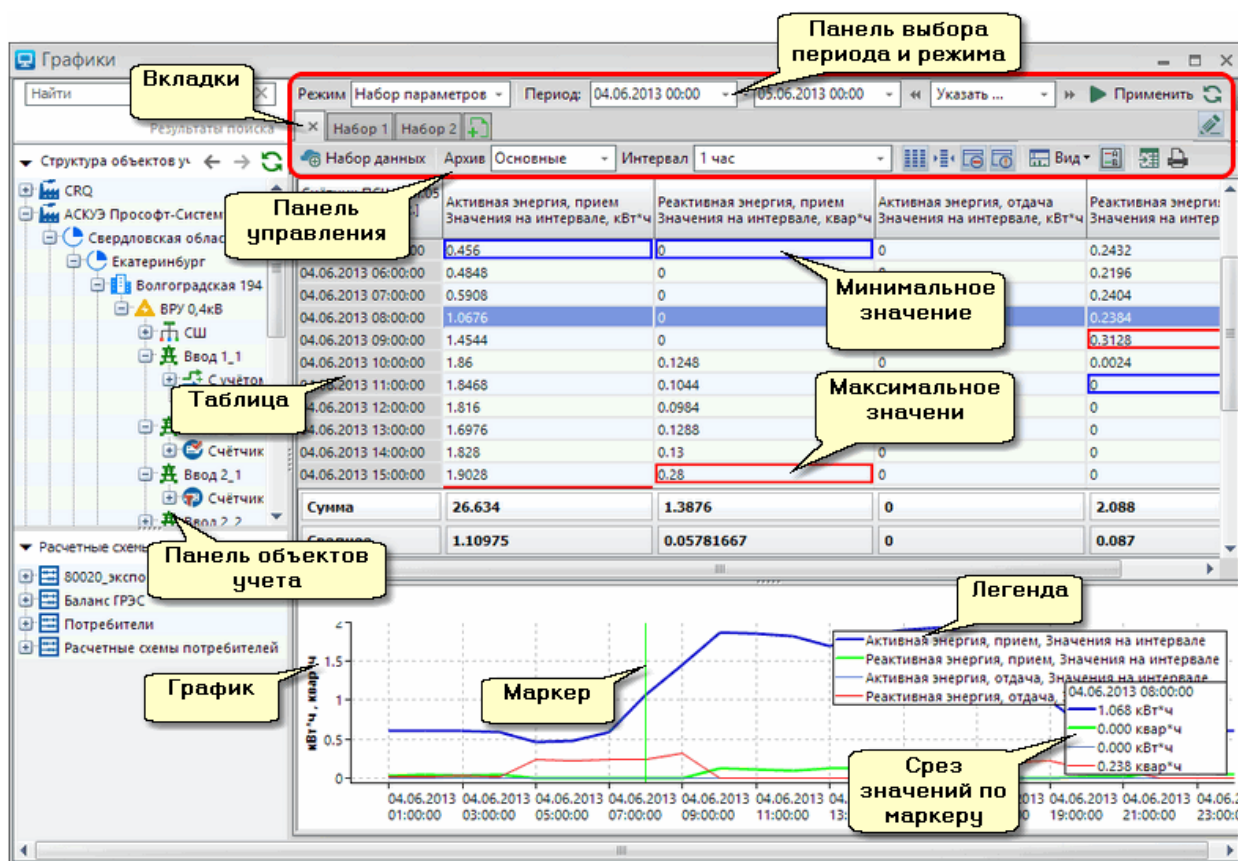 Панель выбора
периода и режима
Графики
Вкладки
Найти
Результаты поиска
Режим Набор параметров Период: 04.06.2013 00:00 - 05.06.2013 00:00 Указать ... Применить
Набор 1 Набор 2
Набор данных Архив Основные Интервал 1 час Вид
Структура объектов уч
CRQ
АСКУЭ Прософт-Систем
Свердловская облас
Екатеринбург
Волгоградская 194
ВРУ 0,4кВ
СШ
Ввод 1_1
С учётом
Счётчик
Ввод 2_1
Счётчик
Ввод 2_2
Панель
управления
Активная энергия, прием
Значения на интервале, кВт*ч
Реактивная энергия, прием
Значения на интервале, квар*ч
Активная энергия, отдача
Значения на интервале, кВт*ч
Реактивная энергия
Значения на интер
0.456 0 0 0.2432
04.06.2013 06:00:00 0.4848 0 0 0.2196
04.06.2013 07:00:00 0.5908 0 0.2404
04.06.2013 08:00:00 1.0676 0 0.2384
04.06.2013 09:00:00 1.4544 0 0.3128
04.06.2013 10:00:00 1.86 0.1248 0 0.0024
11:00:00 1.8468 0.1044 0
04.06.2013 12:00:00 1.816 0.0984 0
04.06.2013 13:00:00 1.6976 0.1288 0
04.06.2013 14:00:00 1.828 0.13 0 0
04.06.2013 15:00:00 1.9028 0.28 0 0
Сумма 26.634 1.3876 0 2.088
Среднее 1.10975 0.05781667 0 0.087
Минимальное
значение
Максимальное
значени
Таблица
Панель объектов
учета
Расчетные схемы
80020_экспо
Баланс ГРЭС
Потребители
Расчетные схемы потребителей
График
Маркер
Легенда
Активная энергия, прием, Значения на интервале
Реактивная энергия, прием, Значения на интервале
Активная энергия, отдача, Значения на интервале
Реактивная энергия, отдача,
04.06.2013 08:00:00
1.068 кВт*ч
0.000 квар*ч
0.000 кВт*ч
0.238 квар*ч
Срез
значений по
маркеру
кВт*ч , квар*ч
2
1.5
1
0.5
0
04.06.2013 04.06.2013 04.06.2013 04.06.2013 04.06.2013 04.06.2013
01:00:00 03:00:00 05:00:00 07:00:00 09:00:00 11:00:00 13: 19:00:00 21:00:00 23:00:0